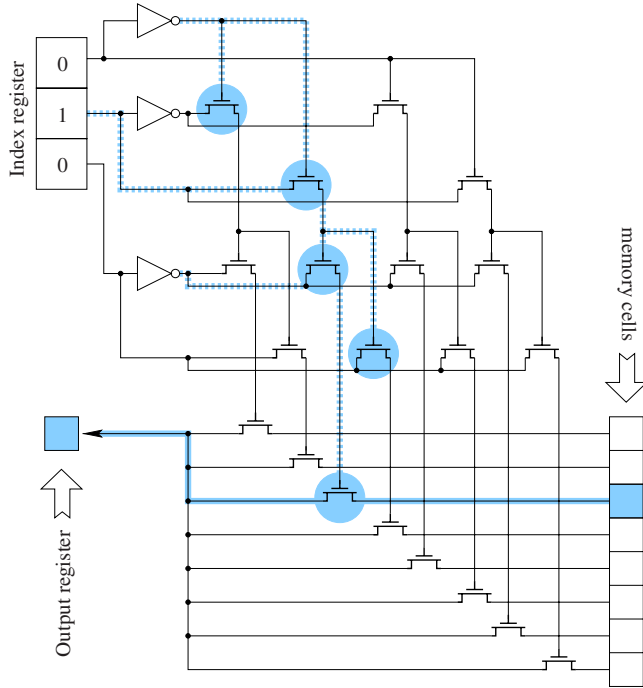 Index register
0
1
0
memory cells
Output register